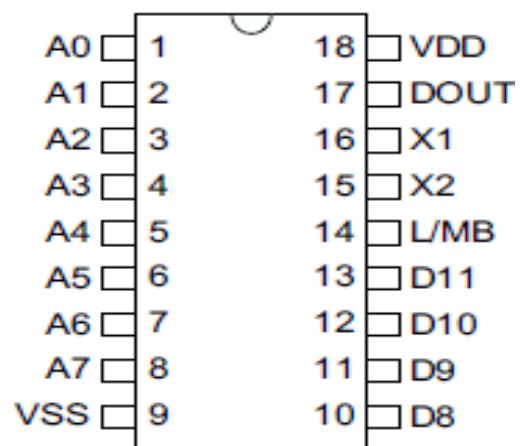 A0 1 18 VDD
A1 2 17 DOUT
A2 3 16 X1
A3 4 15 X2
A4 5 14 L/MB
A5 6 13 D11
A6 7 12 D10
A7 8 11 D9
VSS 9 10 D8